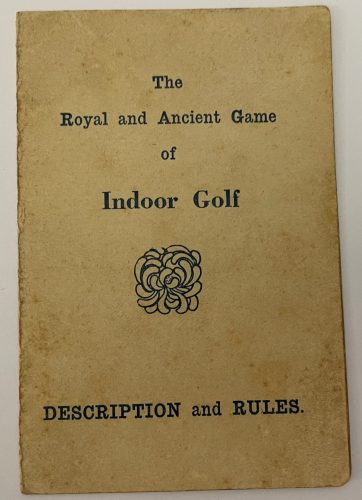 The
Royal and Ancient Game
of
Indoor Golf
DESCRIPTION and RULES.